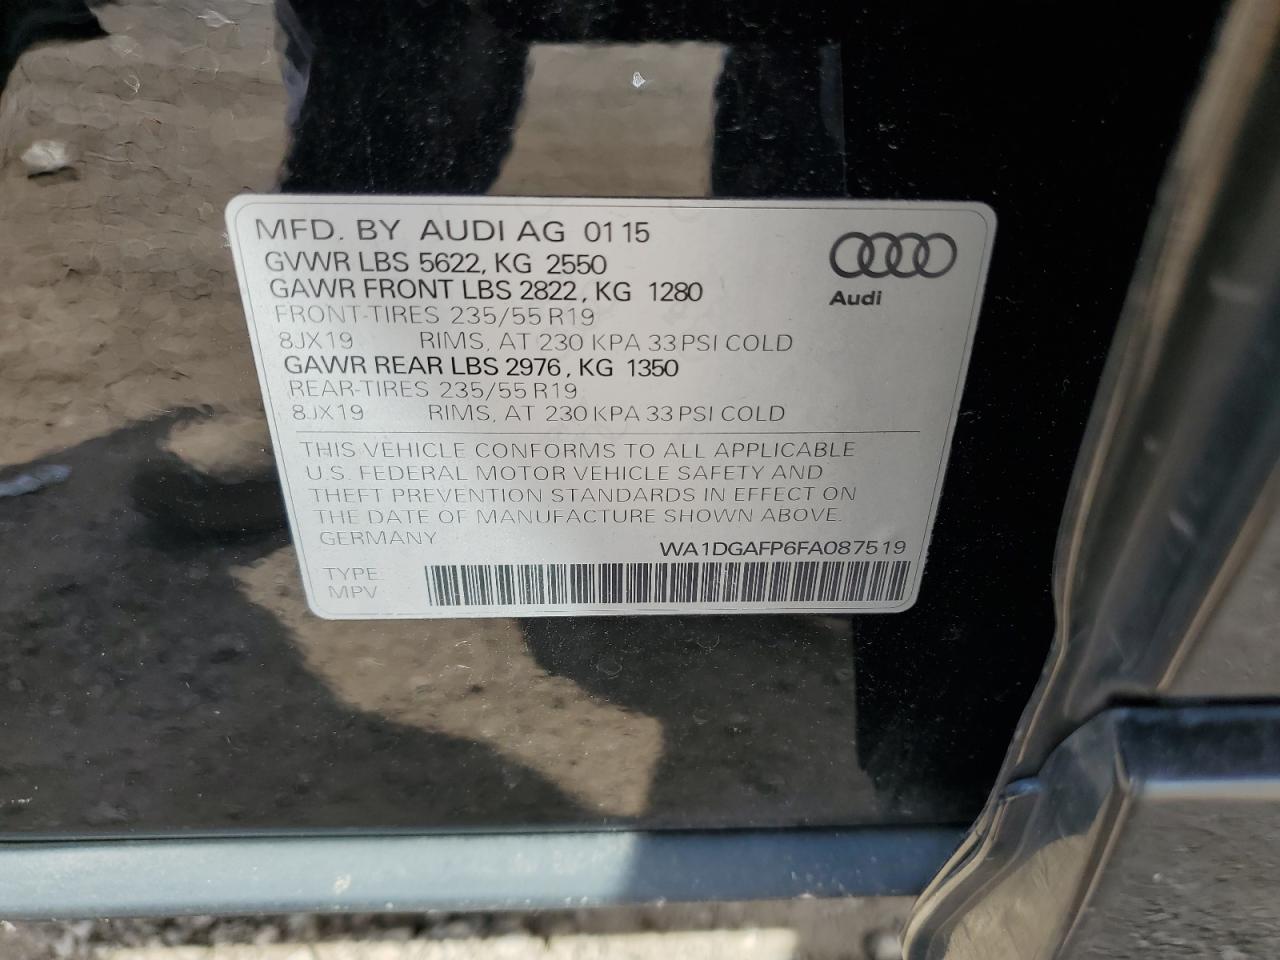 MFD. BY AUDI AG 01 15
GVWR LBS 5622, KG 2550
GAWR FRONT LBS 2822, KG 1280
FRONT-TIRES 235/55 R19
8JX19 RIMS, AT 230 KPA 33 PSI COLD
GAWR REAR LBS 2976, KG 1350
REAR-TIRES 235/55 R19
8JX19 RIMS, AT 230 KPA 33 PSI COLD
Audi
THIS VEHICLE CONFORMS TO ALL APPLICABLE
U.S. FEDERAL MOTOR VEHICLE SAFETY AND
THEFT PREVENTION STANDARDS IN EFFECT ON
THE DATE OF MANUFACTURE SHOWN ABOVE.
GERMANY WA1DGAFP6FA087519
TYPE:
MPV